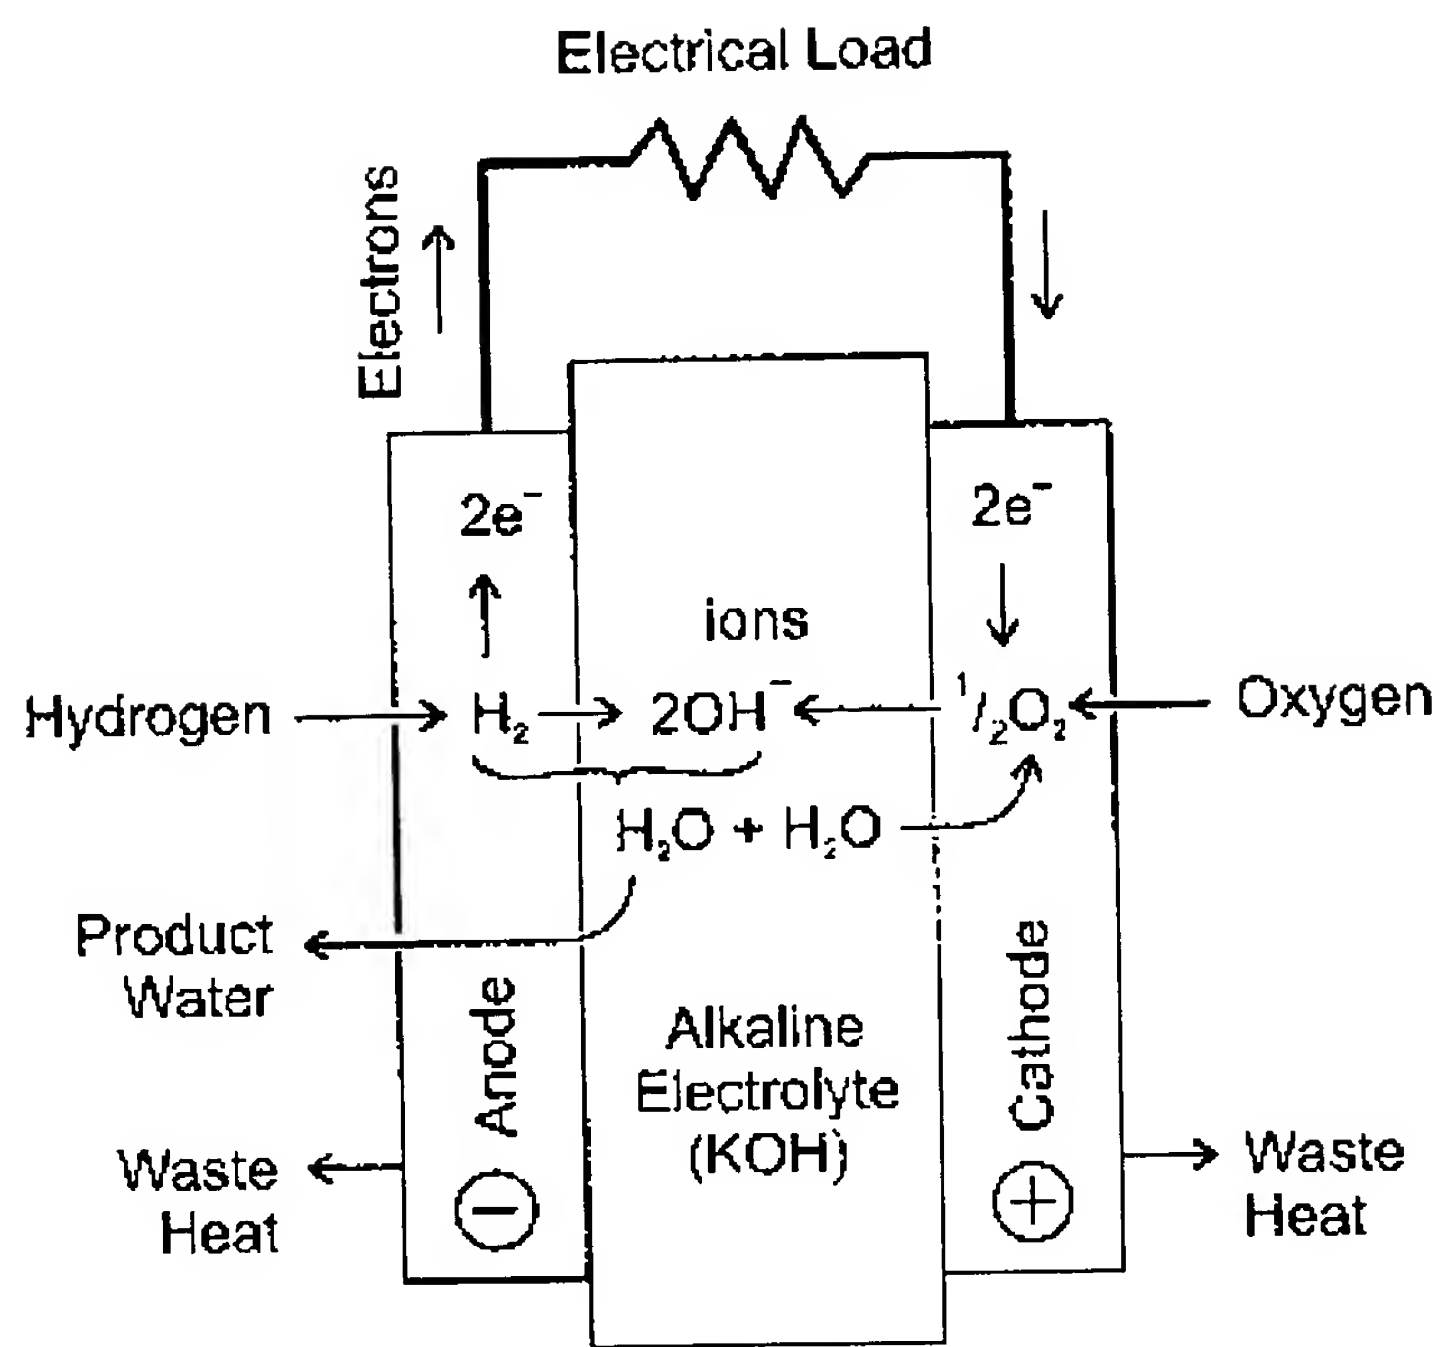 Electrical Load
Electrons
2e⁻
2e⁻
ions
Hydrogen
H₂
2OH⁻
¹/₂O₂
Oxygen
H₂O + H₂O
Product
Water
Anode
Alkaline
Electrolyte
(KOH)
Cathode
Waste
Heat
−
+
Waste
Heat